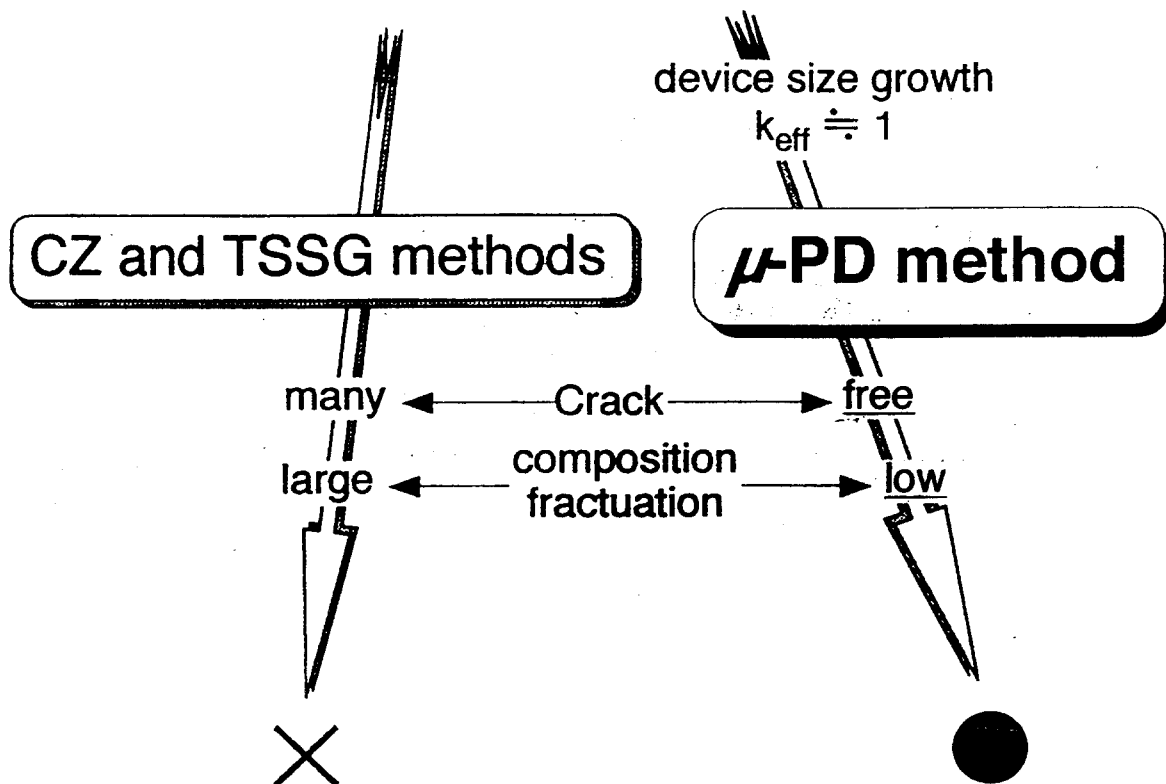 device size growth
k_eff ≒ 1
CZ and TSSG methods
μ-PD method
many Crack free
large composition low
fractuation